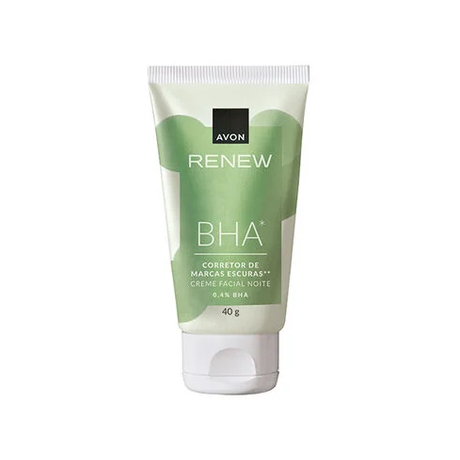 AVON
RENEW
BHA*
CORRETOR DE
MARCAS ESCURAS**
CREME FACIAL NOITE
0,4% BHA
40 g